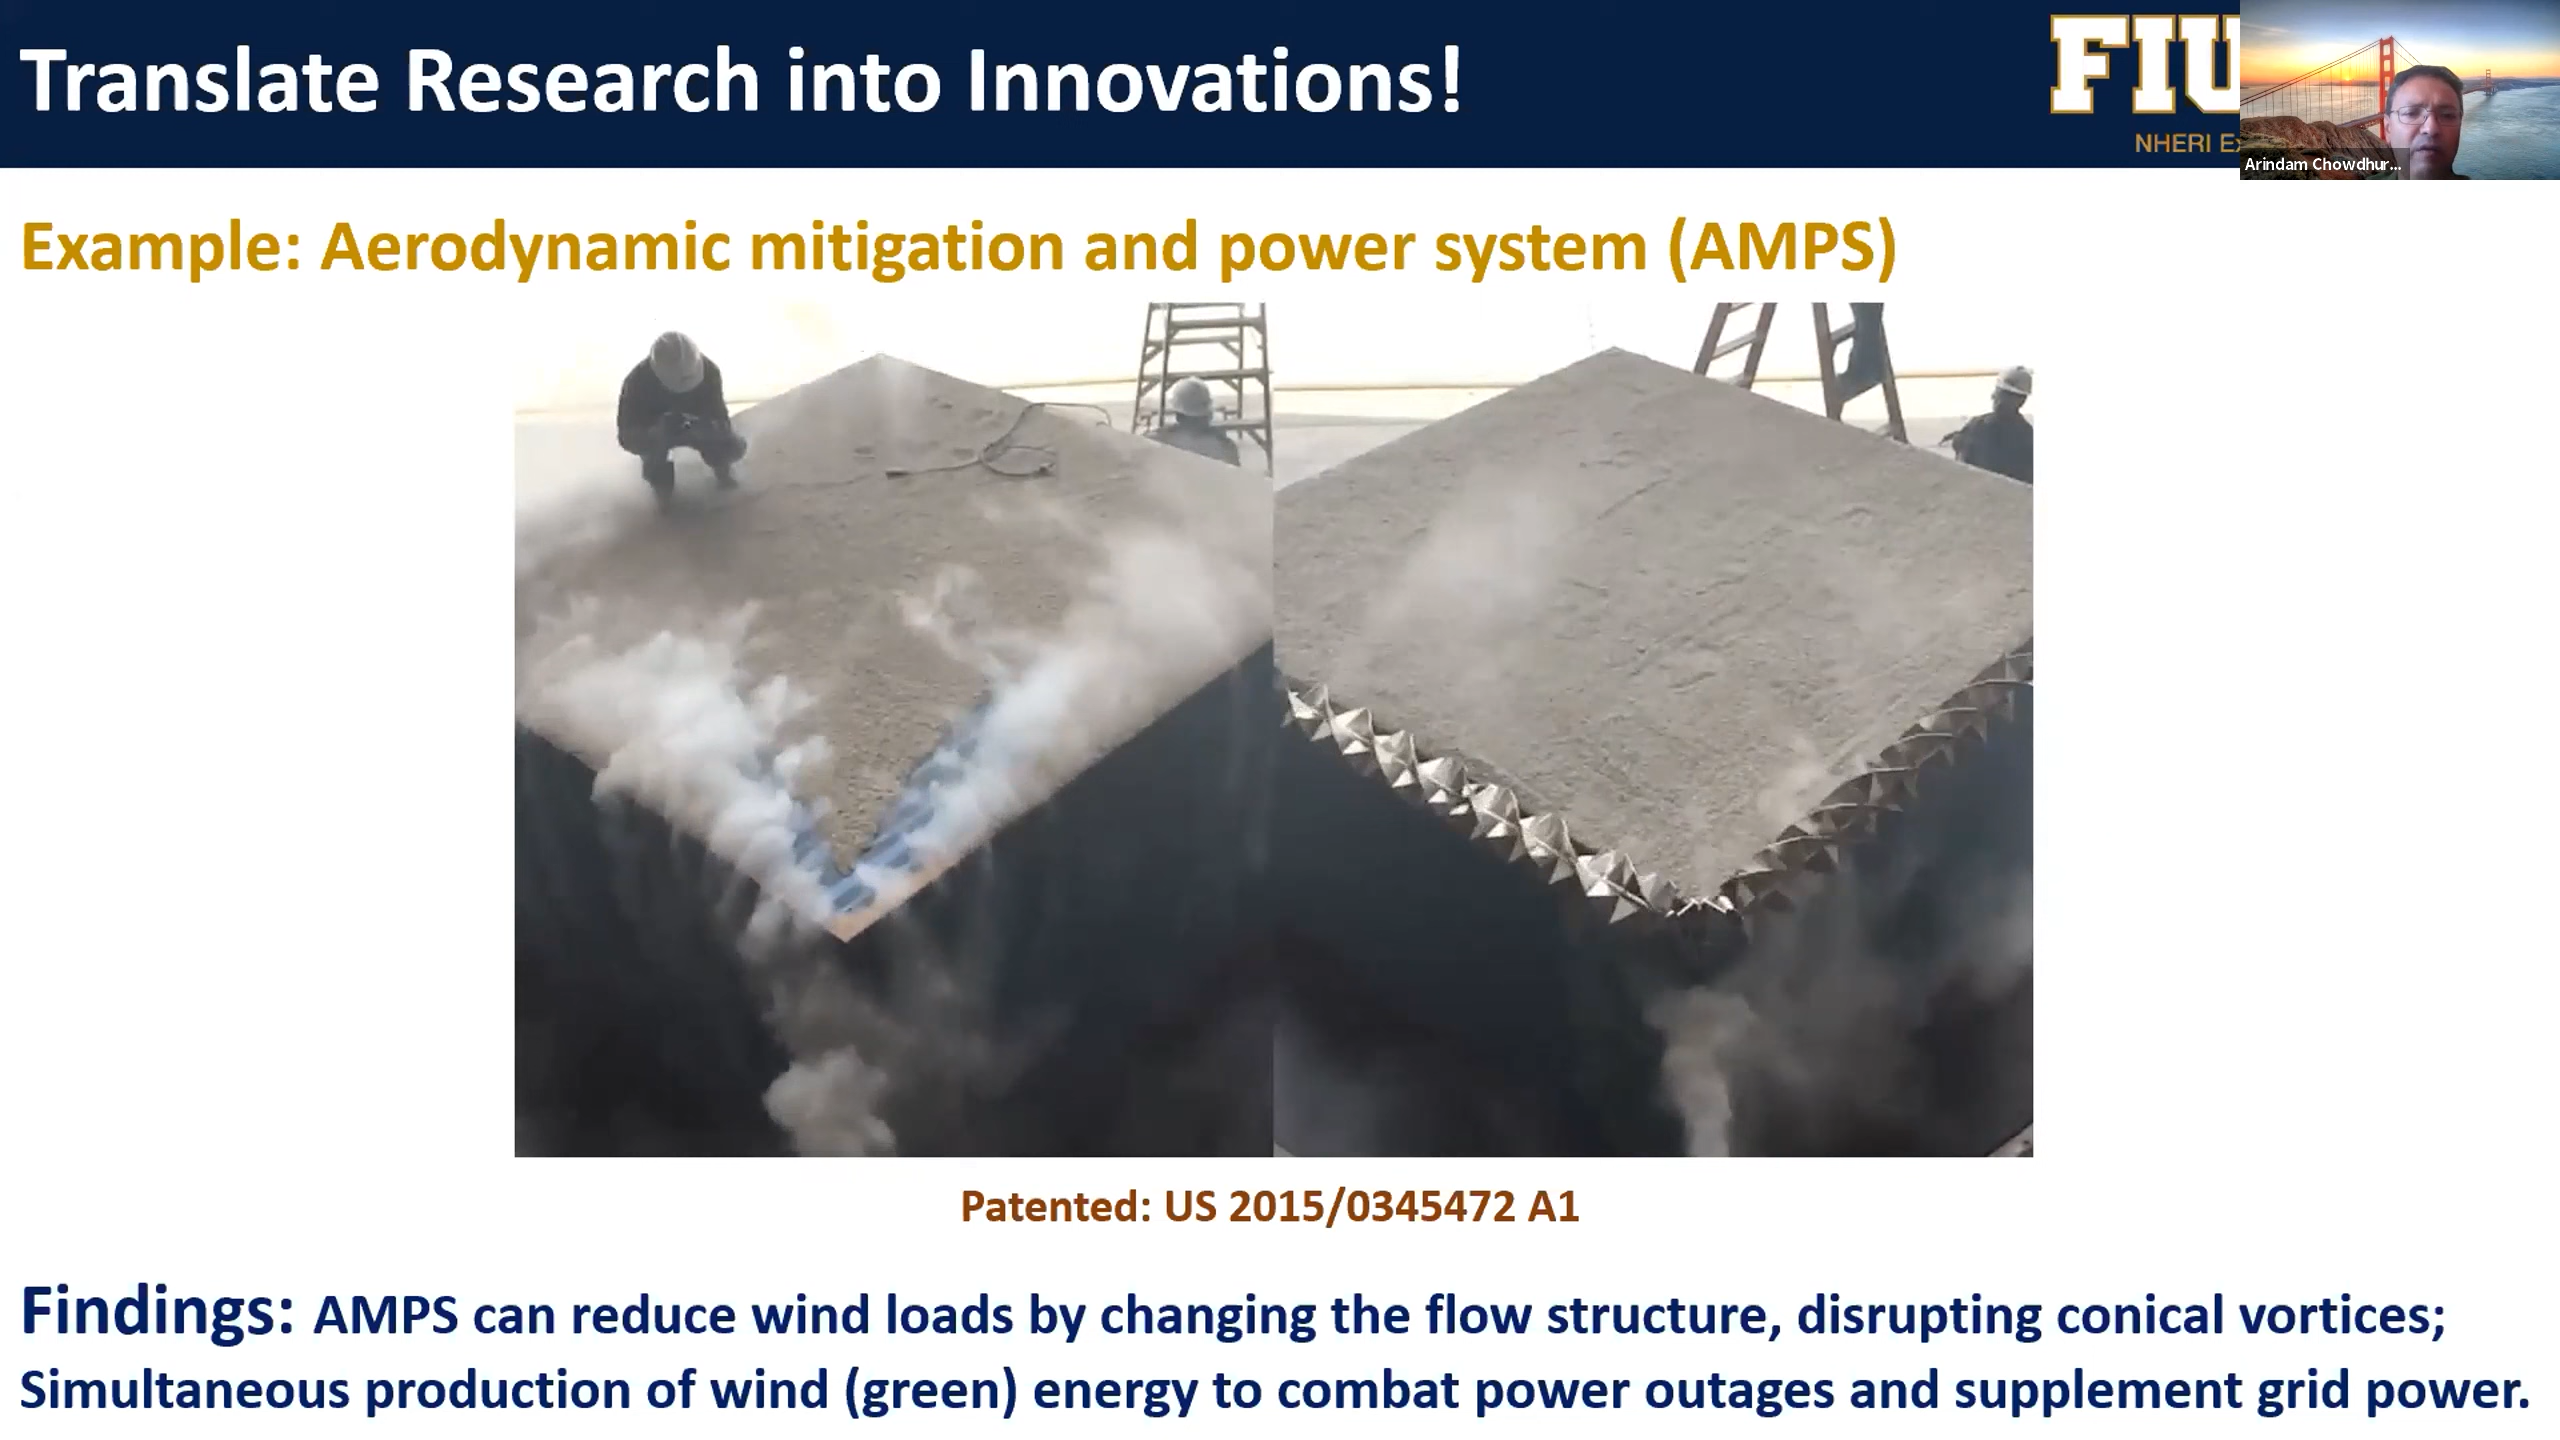 Translate Research into Innovations!
FIU
NHERI
Arindam Chowdhur...
Example: Aerodynamic mitigation and power system (AMPS)
Patented: US 2015/0345472 A1
Findings: AMPS can reduce wind loads by changing the flow structure, disrupting conical vortices;
Simultaneous production of wind (green) energy to combat power outages and supplement grid power.